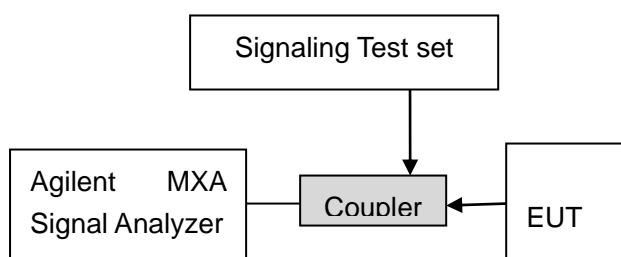 Signaling Test set
Agilent MXA
Signal Analyzer
Coupler
EUT